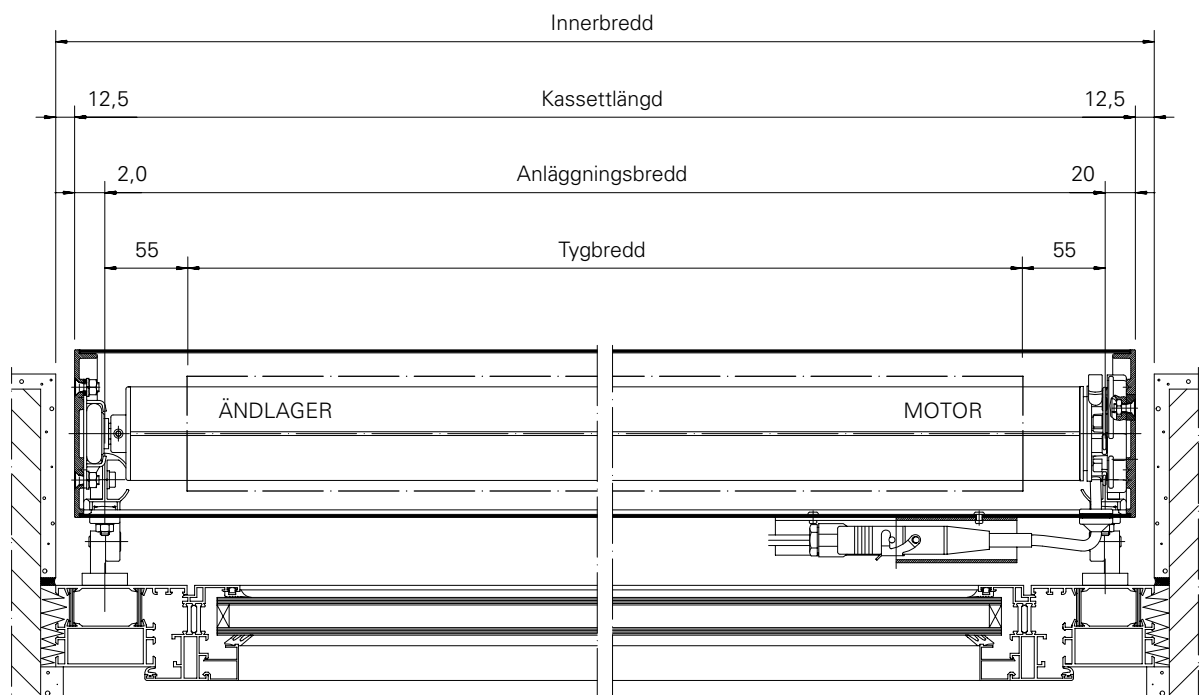 Innerbredd
12,5 Kassettlängd 12,5
2,0 Anläggningsbredd 20
55 Tygbredd 55
ÄNDLAGER MOTOR